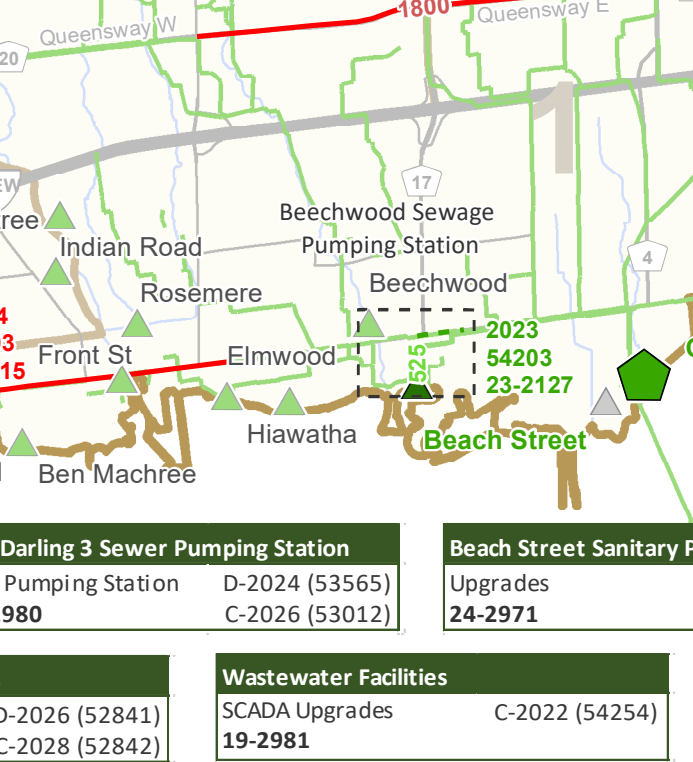 1800
Queensway W
Queensway E
20
17
Beechwood Sewage
Pumping Station
ree
EW
4
Indian Road
Beechwood
Rosemere
4
03
15
2023
54203
23-2127
Front St
Elmwood
525
Hiawatha
Beach Street
Ben Machree
Darling 3 Sewer Pumping Station
Pumping Station D-2024 (53565)
980 C-2026 (53012)
Beach Street Sanitary P
Upgrades
24-2971
D-2026 (52841)
C-2028 (52842)
Wastewater Facilities
SCADA Upgrades C-2022 (54254)
19-2981